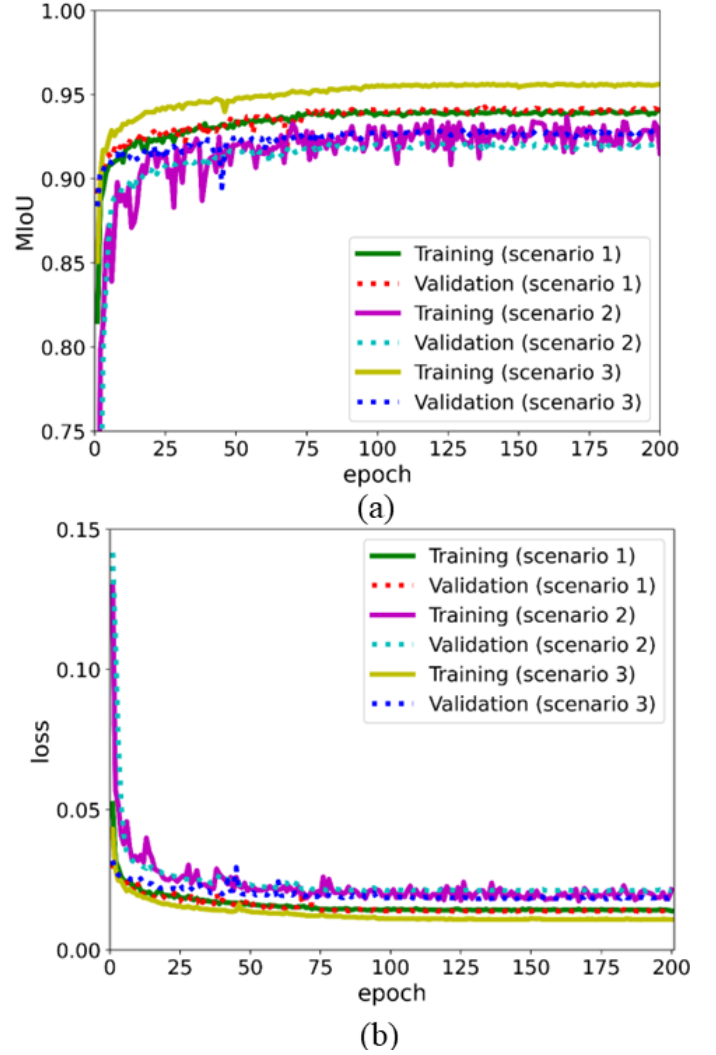 1.00
0.95
0.90
0.85
0.80
0.75
MIoU
Training (scenario 1)
Validation (scenario 1)
Training (scenario 2)
Validation (scenario 2)
Training (scenario 3)
Validation (scenario 3)
0 25 50 75 100 125 150 175 200
epoch
(a)
0.15
0.10
0.05
0.00
loss
Training (scenario 1)
Validation (scenario 1)
Training (scenario 2)
Validation (scenario 2)
Training (scenario 3)
Validation (scenario 3)
0 25 50 75 100 125 150 175 200
epoch
(b)